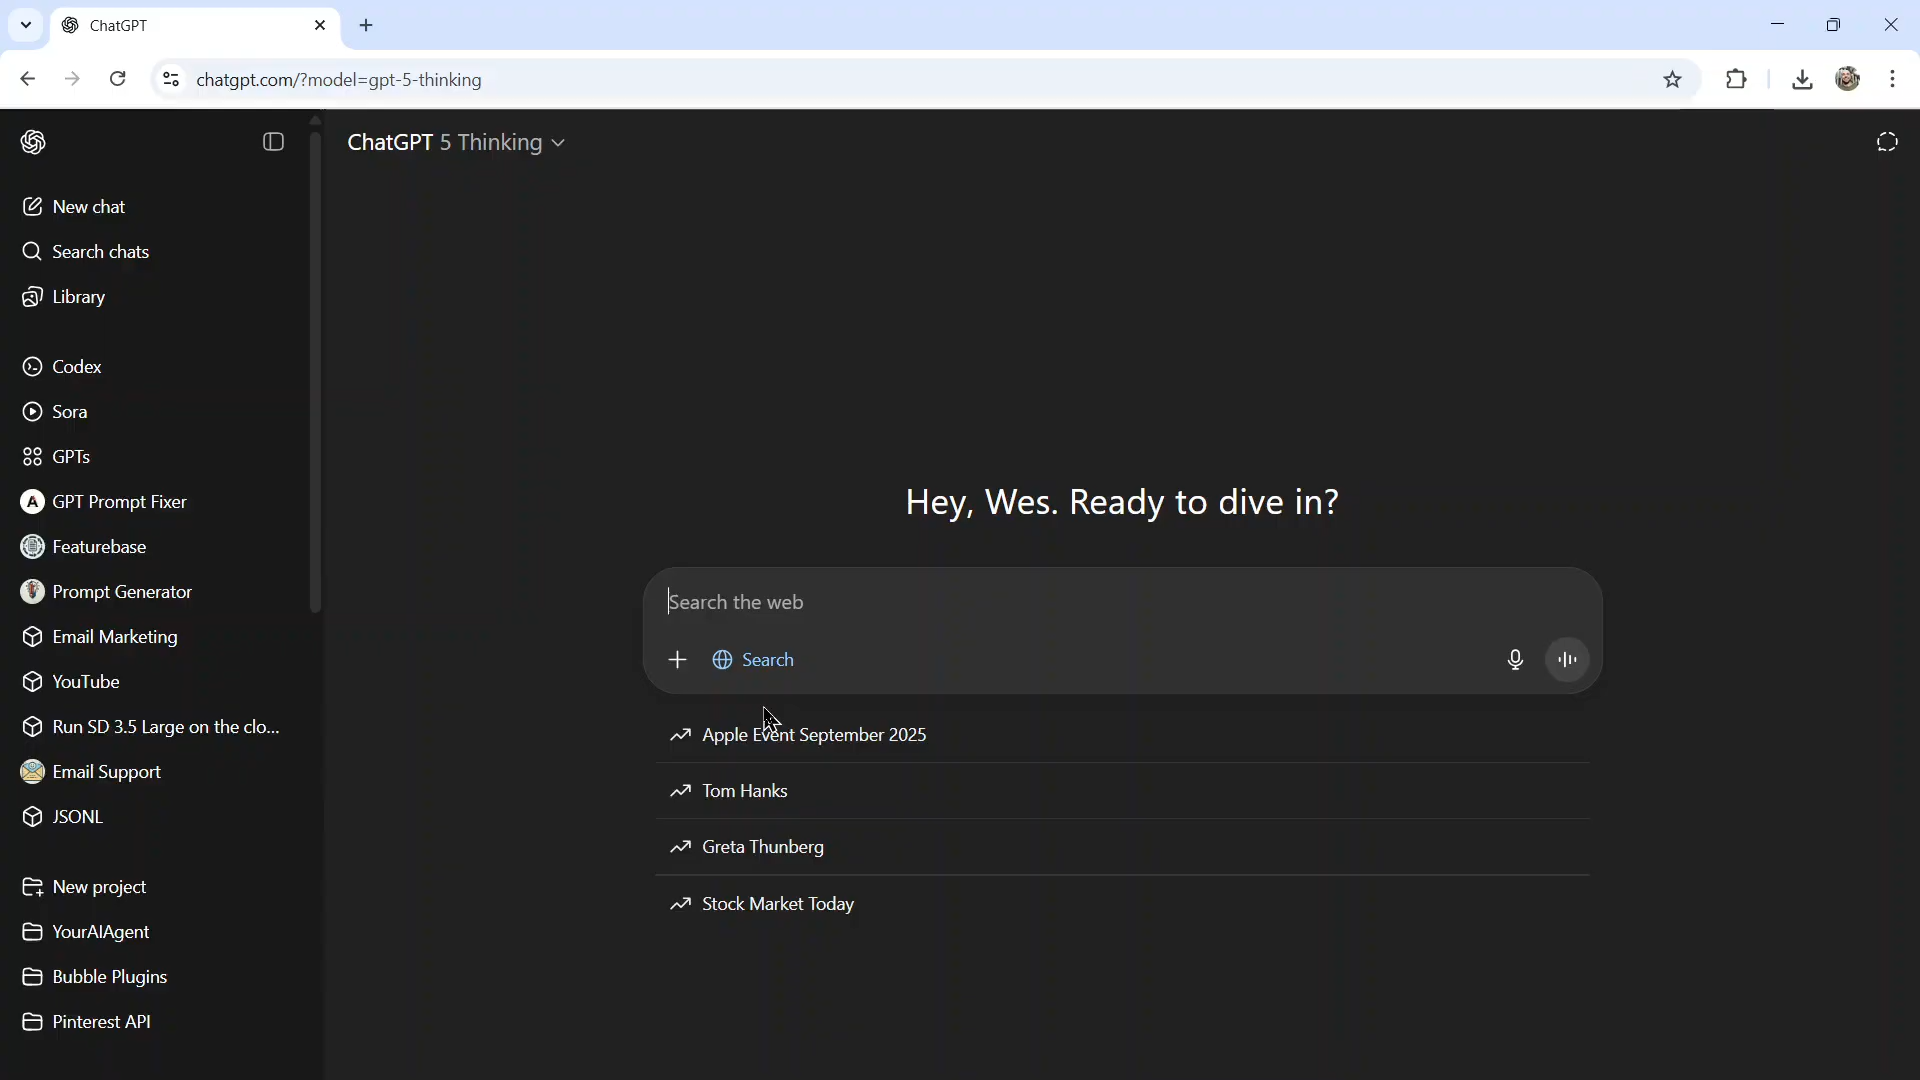 ChatGPT
chatgpt.com/?model=gpt-5-thinking
ChatGPT 5 Thinking
New chat
Search chats
Library
Codex
Sora
GPTs
A GPT Prompt Fixer
Featurebase
Prompt Generator
Email Marketing
YouTube
Run SD 3.5 Large on the clo...
Email Support
JSONL
New project
YourAIAgent
Bubble Plugins
Pinterest API
Hey, Wes. Ready to dive in?
Search the web
Search
Apple Event September 2025
Tom Hanks
Greta Thunberg
Stock Market Today